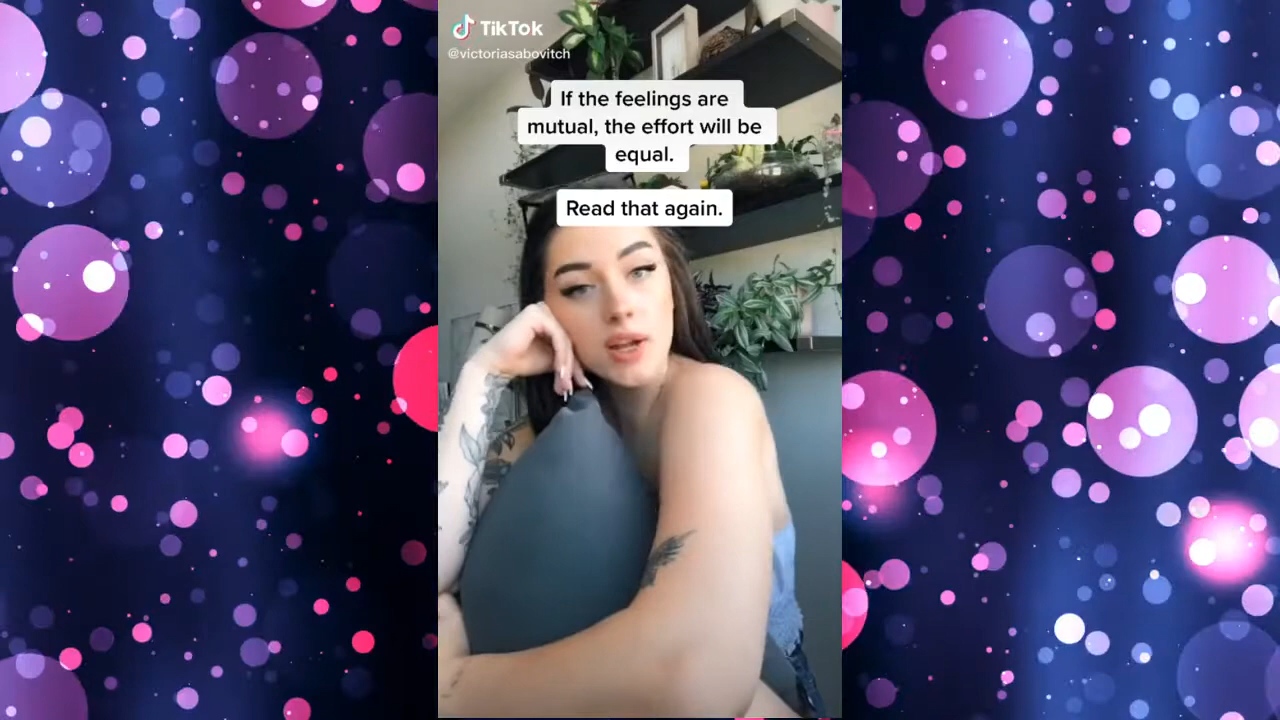 TikTok
@victoriasabovitch
If the feelings are
mutual, the effort will be
equal.
Read that again.